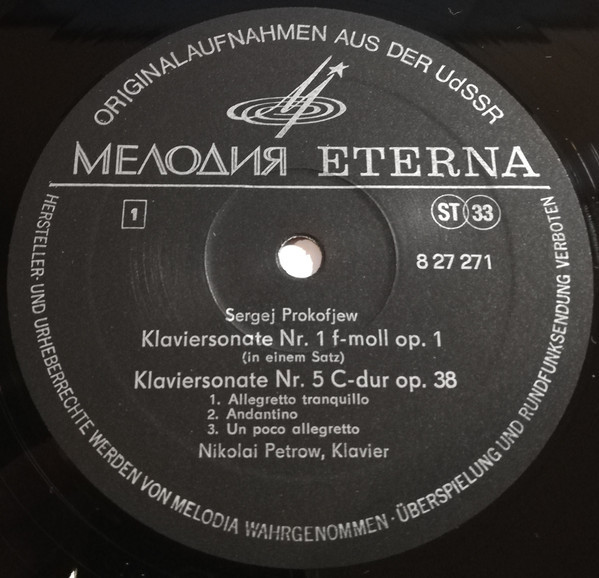 ORIGINALAUFNAHMEN AUS DER UdSSR
МЕЛОДИЯ ETERNA
1
ST 33
8 27 271
Sergej Prokofjew
Klaviersonate Nr. 1 f-moll op. 1
(in einem Satz)
Klaviersonate Nr. 5 C-dur op. 38
1. Allegretto tranquillo
2. Andantino
3. Un poco allegretto
Nikolai Petrow, Klavier
HERSTELLER- UND URHEBERRECHTE WERDEN VON MELODIA WAHRGENOMMEN · ÜBERSPIELUNG UND RUNDFUNKSENDUNG VERBOTEN